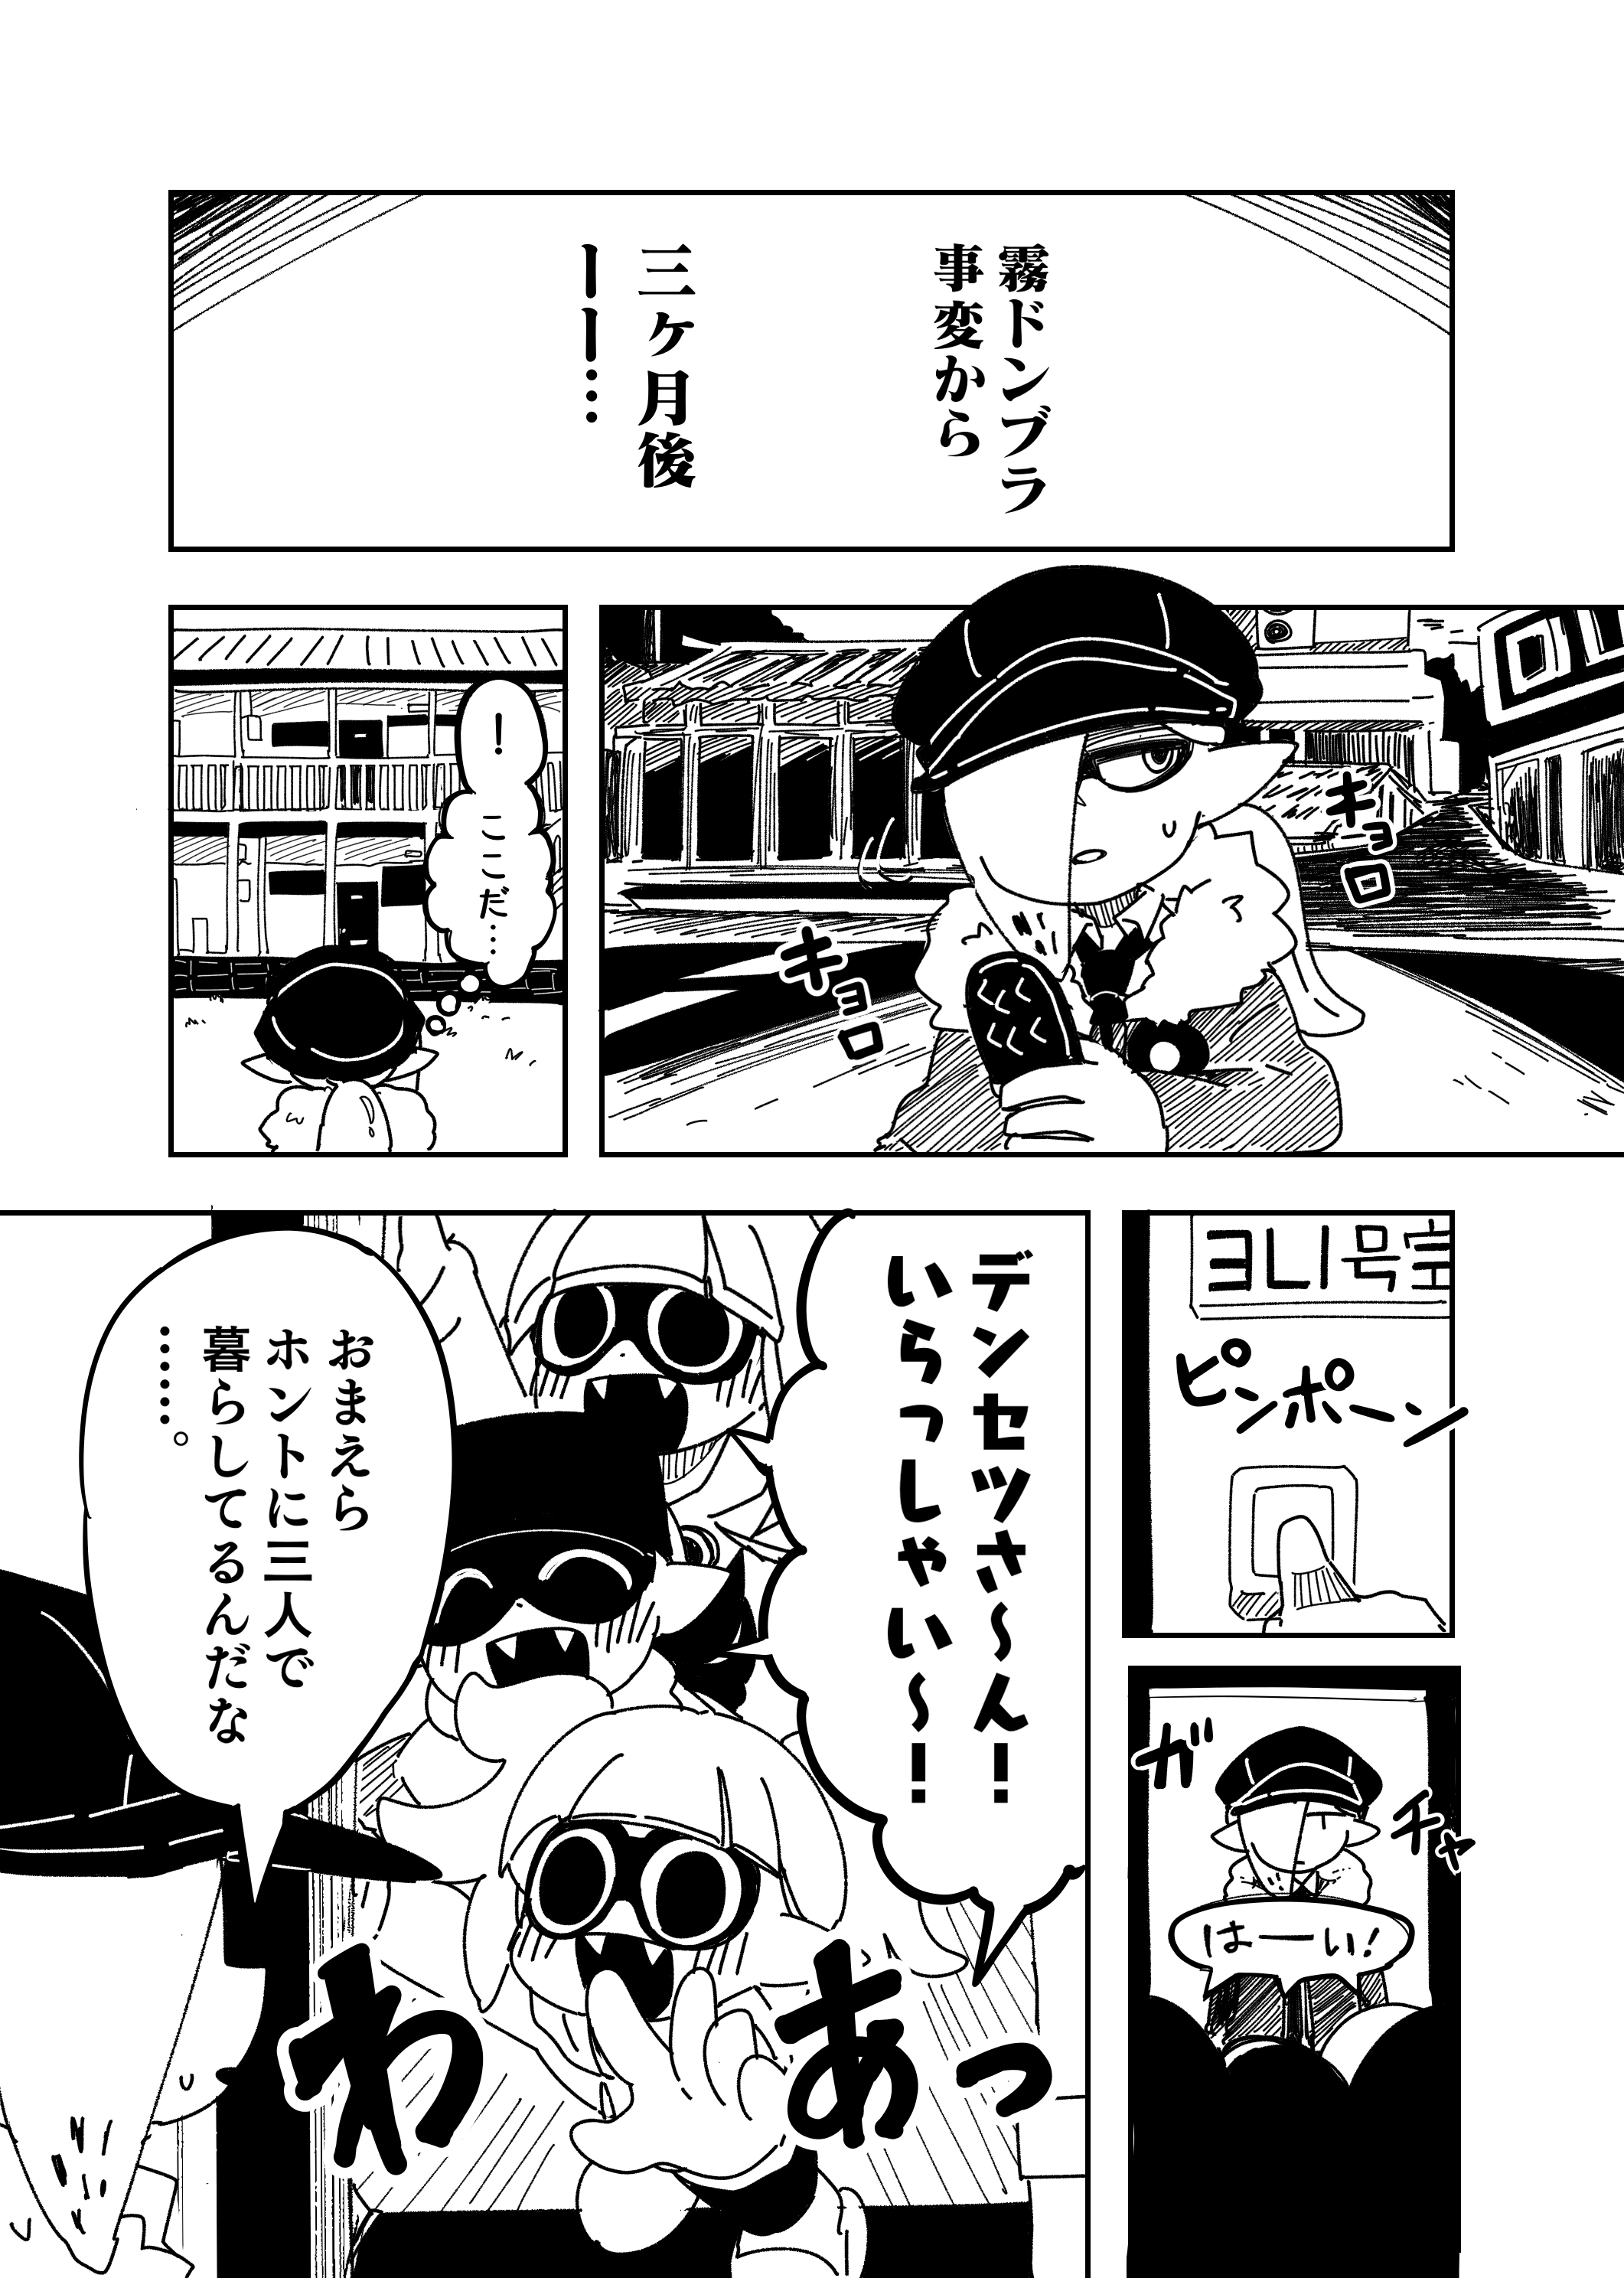 霧ドンブラ
事変から
三ヶ月後
ーー…
キョロ
キョロ
！
ここだ…
ヨLI号室
ピンポーン
ガチャ
はーい！
デンセツさ～ん！
いらっしゃい～！
わあっ
おまえら
ホントに三人で
暮らしてるんだな
……。